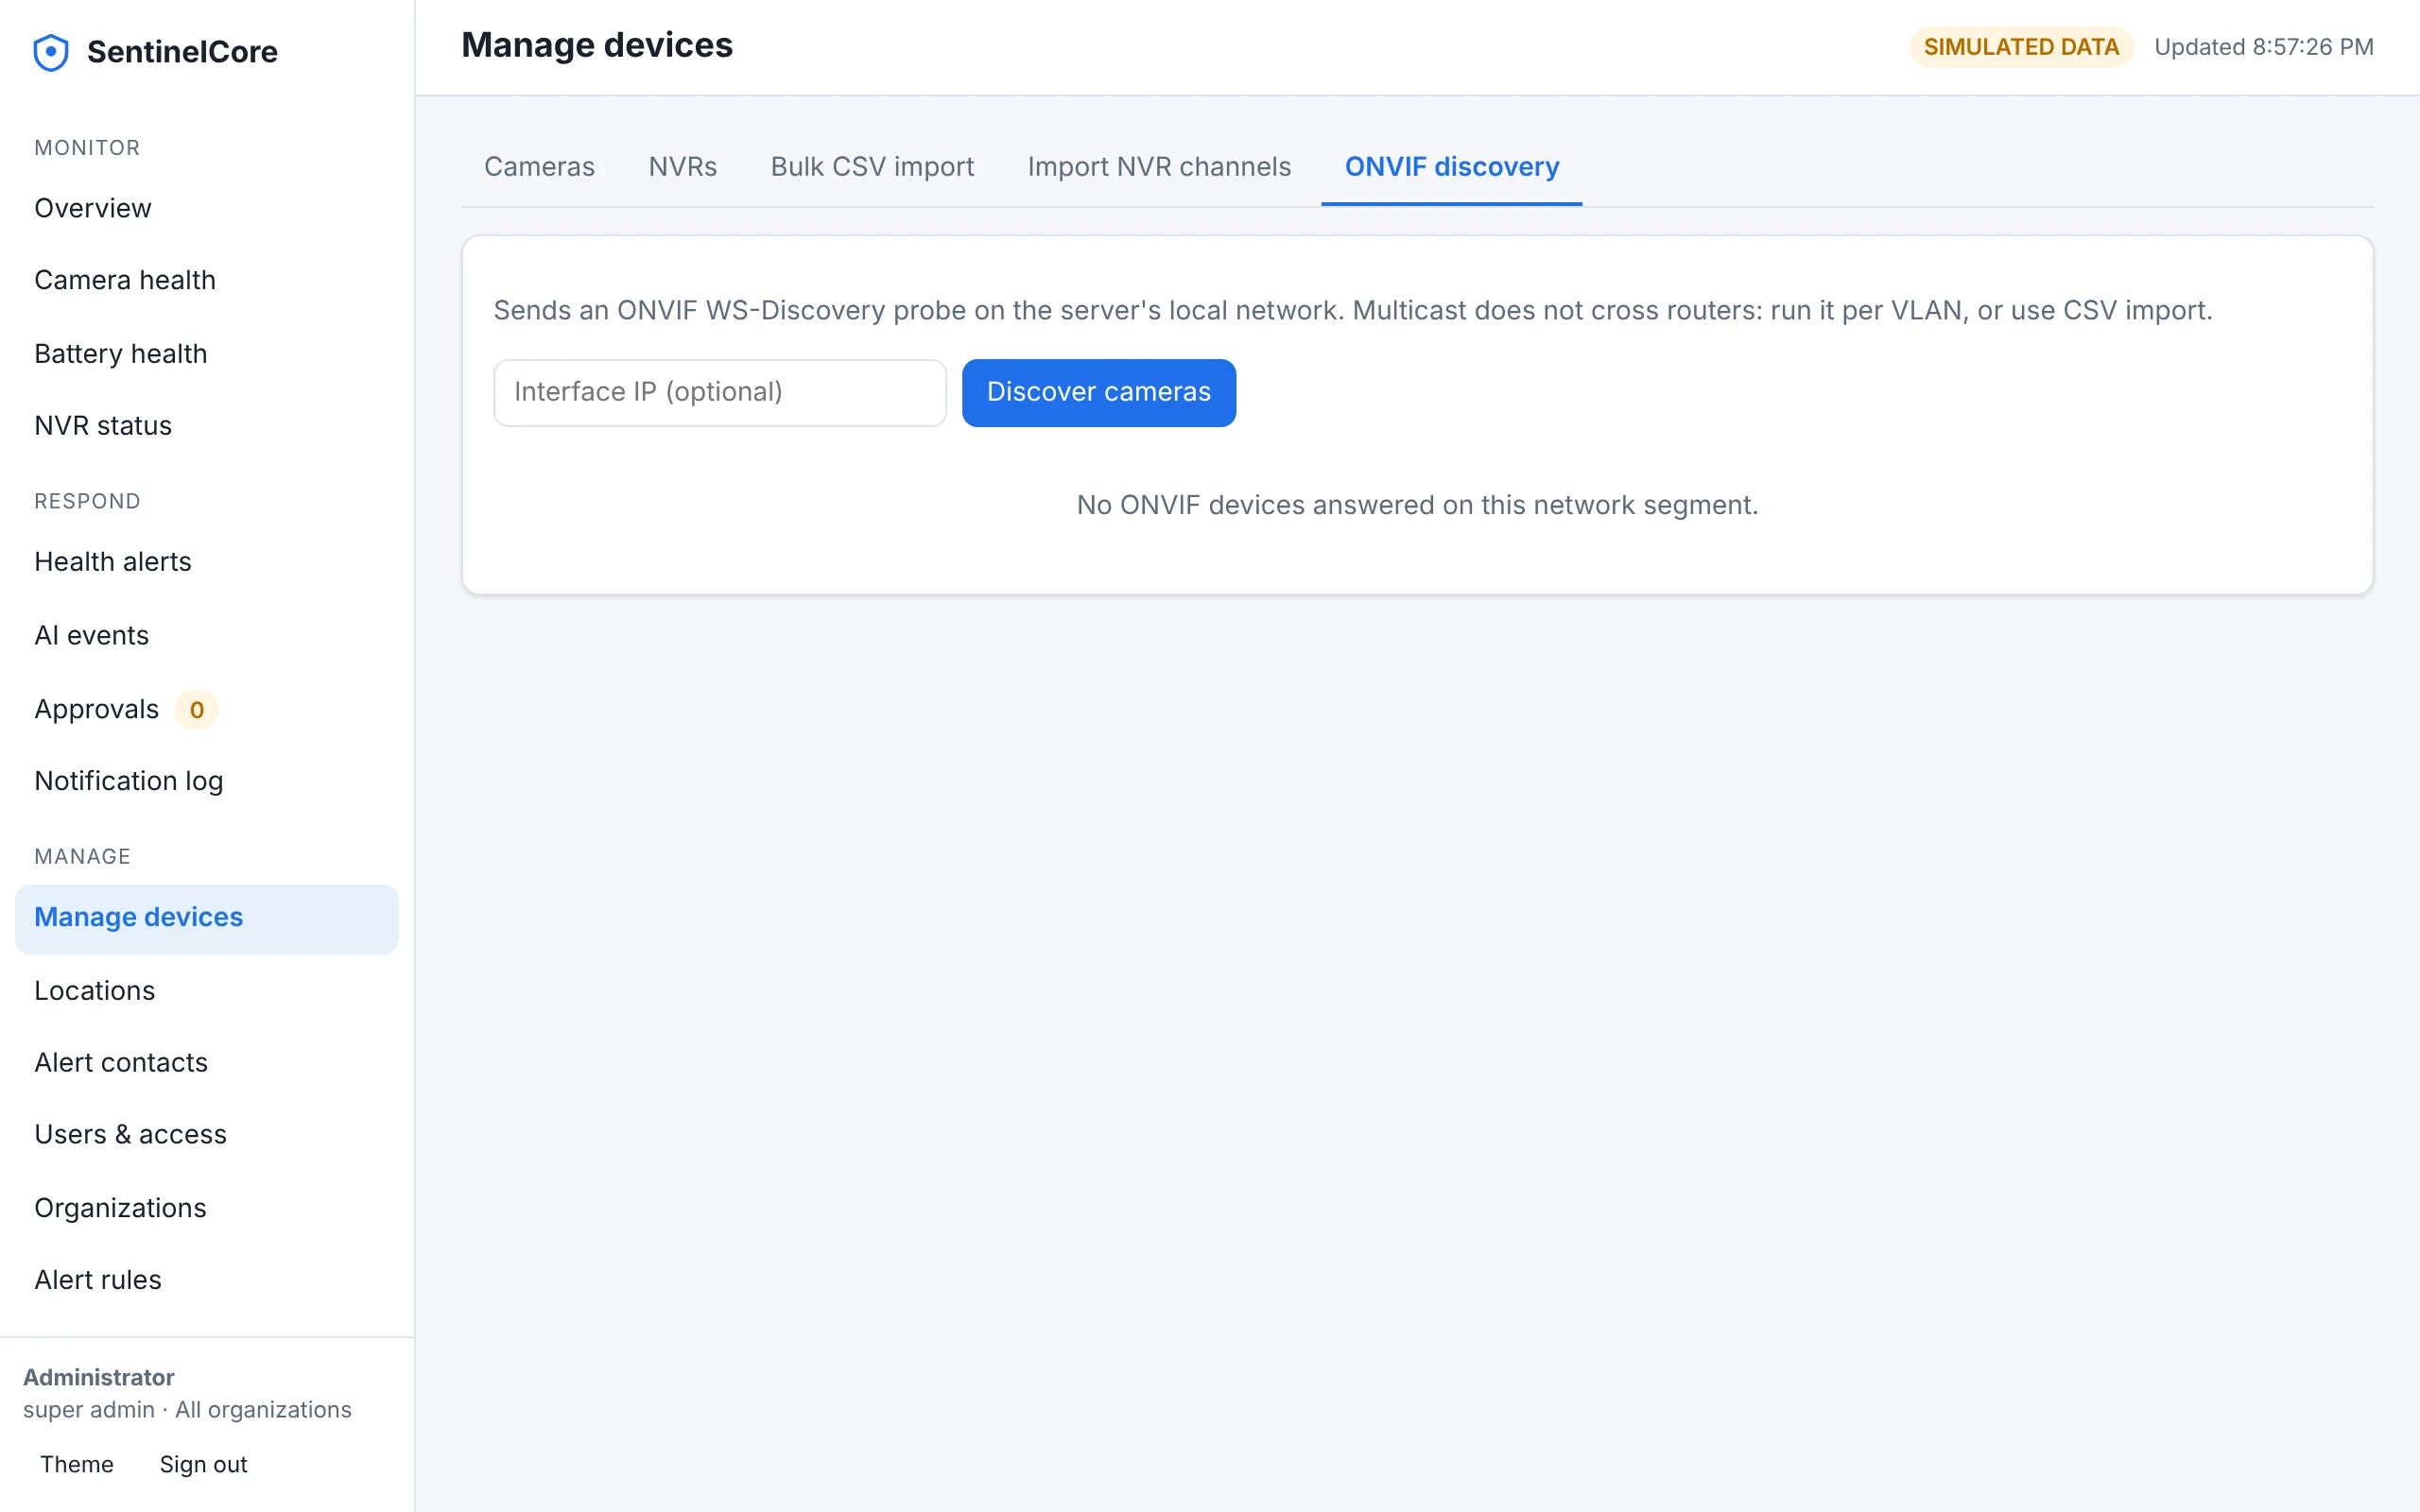 SentinelCore
MONITOR
Overview
Camera health
Battery health
NVR status
RESPOND
Health alerts
AI events
Approvals 0
Notification log
MANAGE
Manage devices
Locations
Alert contacts
Users & access
Organizations
Alert rules
Administrator
super admin · All organizations
Theme Sign out
Manage devices
SIMULATED DATA Updated 8:57:26 PM
Cameras NVRs Bulk CSV import Import NVR channels ONVIF discovery
Sends an ONVIF WS-Discovery probe on the server's local network. Multicast does not cross routers: run it per VLAN, or use CSV import.
Interface IP (optional) Discover cameras
No ONVIF devices answered on this network segment.